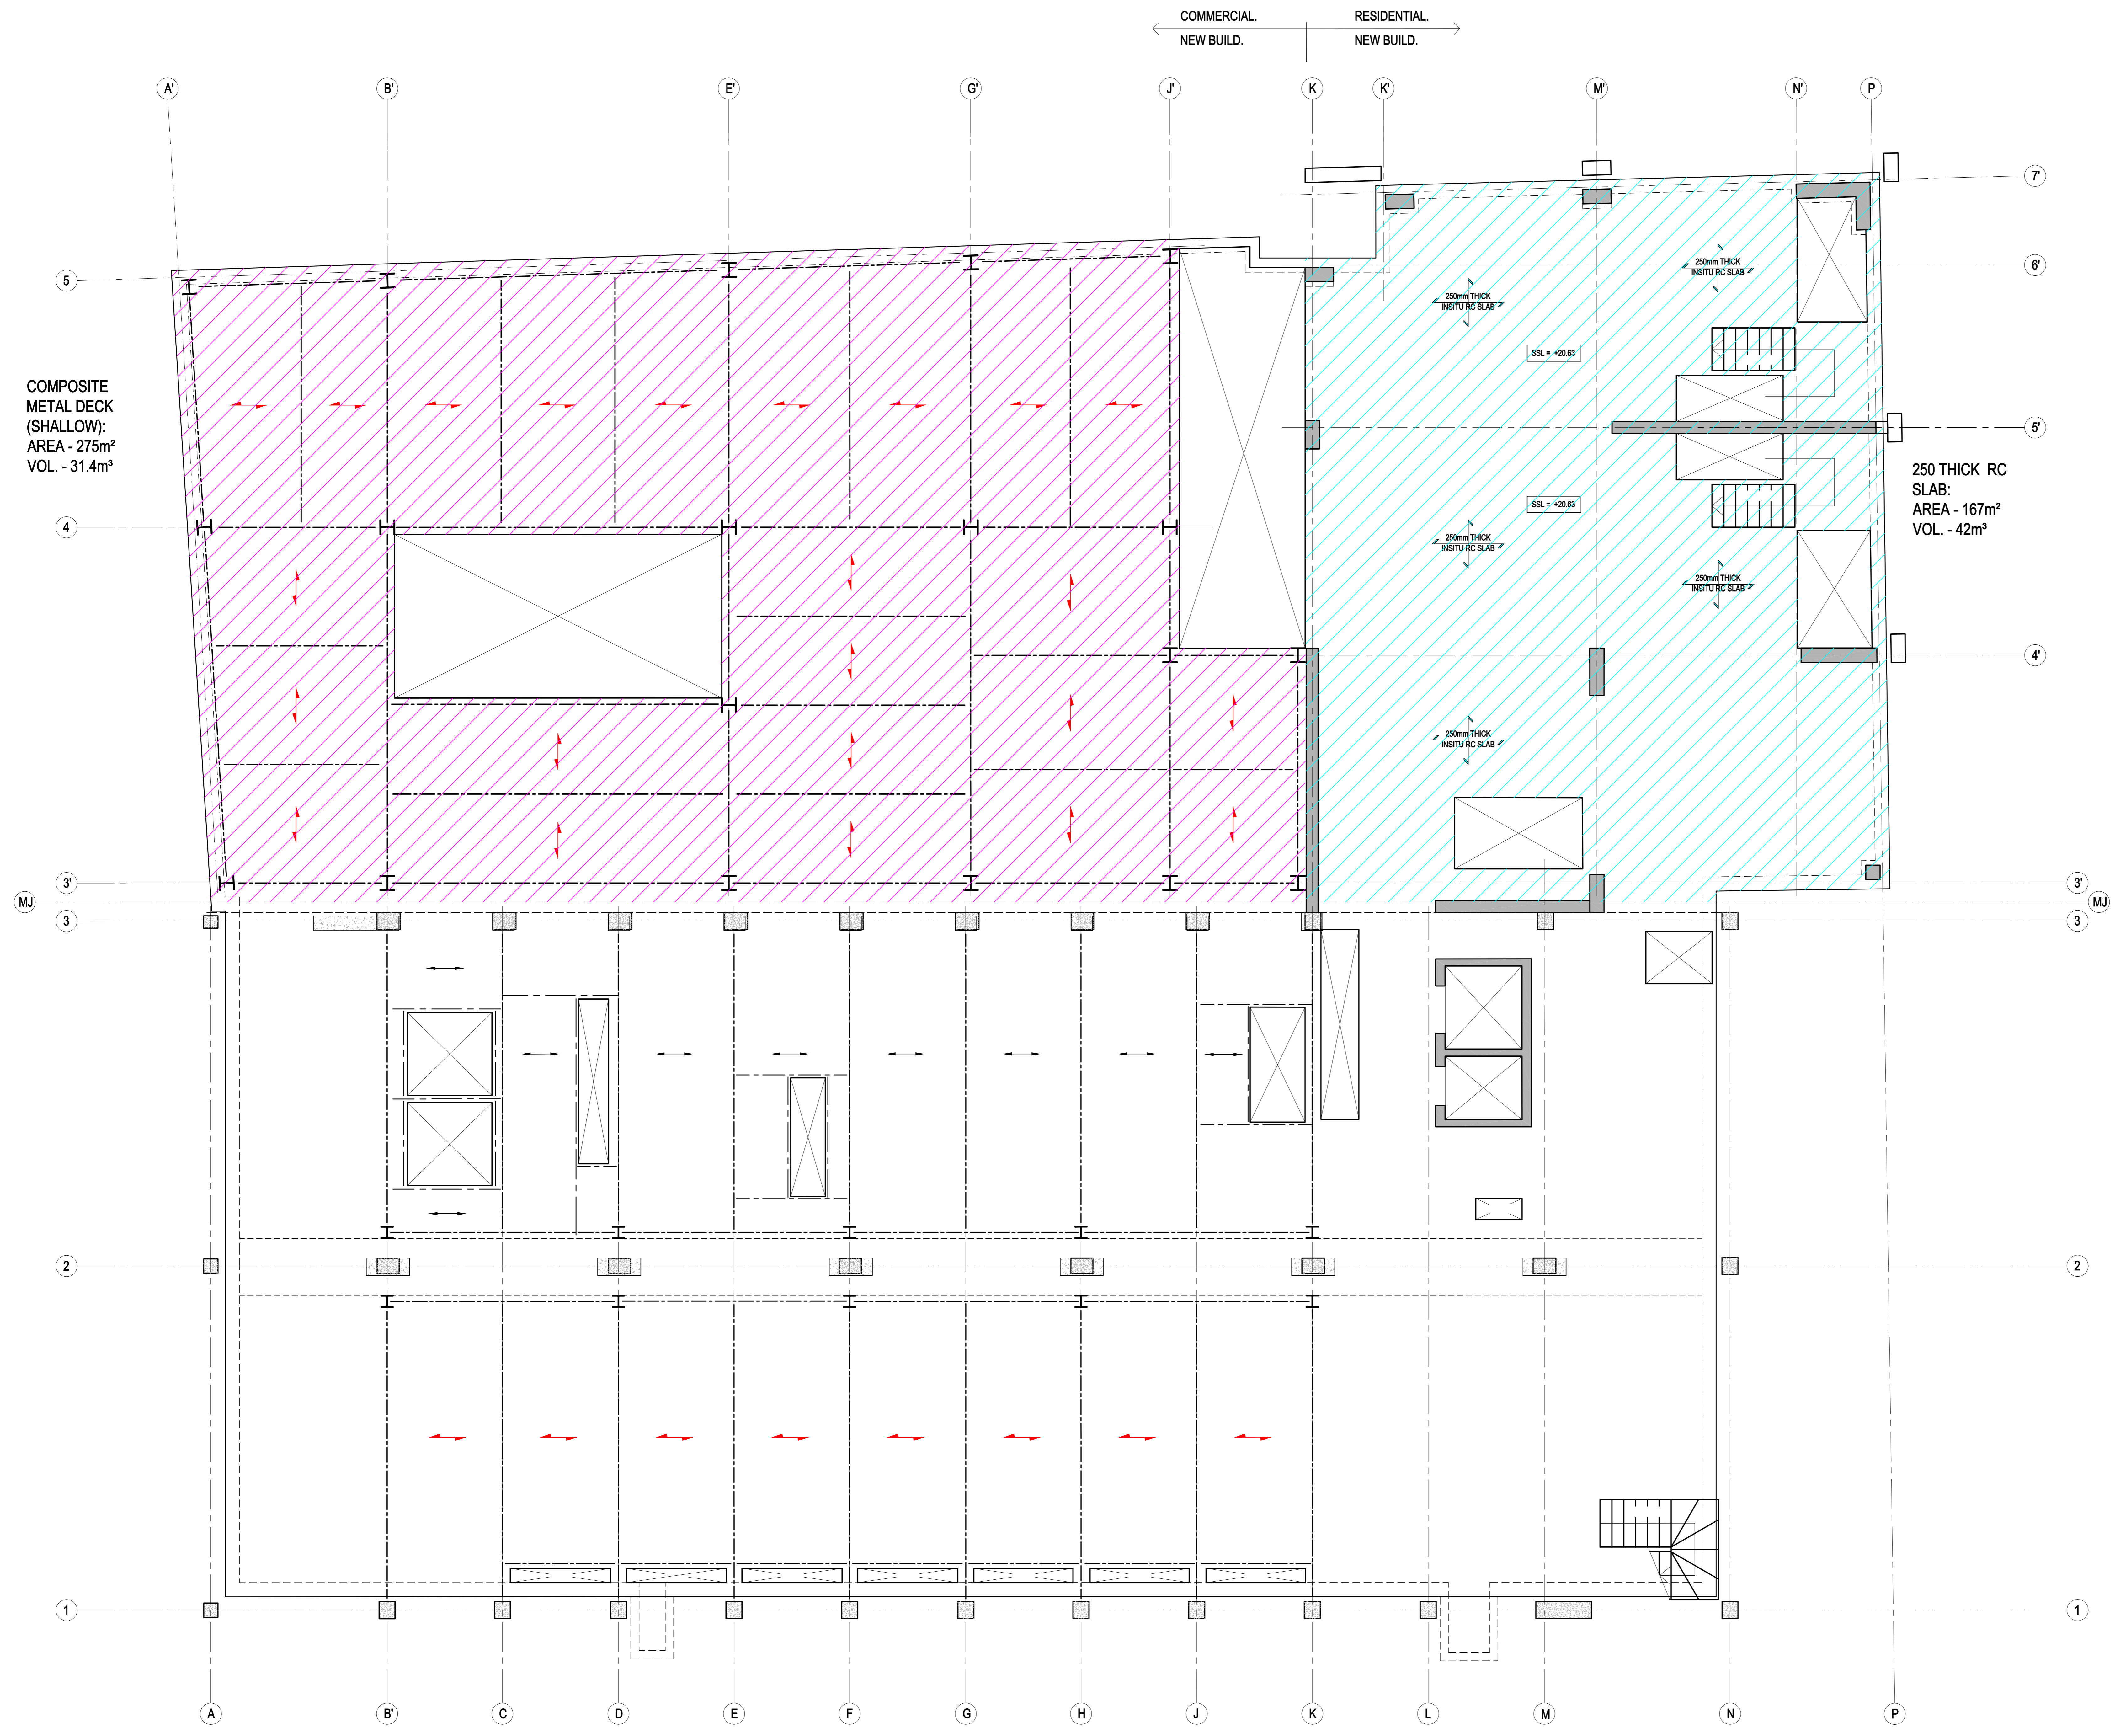 COMMERCIAL. RESIDENTIAL.
NEW BUILD. NEW BUILD.
A' B' E' G' J' K K' M' N' P
7'
6'
5
250mm THICK
INSITU RC SLAB
250mm THICK
INSITU RC SLAB
SSL = +20.63
COMPOSITE
METAL DECK
(SHALLOW):
AREA - 275m²
VOL. - 31.4m³
5'
250 THICK RC
SLAB:
AREA - 167m²
VOL. - 42m³
SSL = +20.63
4
250mm THICK
INSITU RC SLAB
250mm THICK
INSITU RC SLAB
4'
250mm THICK
INSITU RC SLAB
3' 3'
MJ MJ
3 3
2 2
1 1
A B' C D E F G H J K L M N P